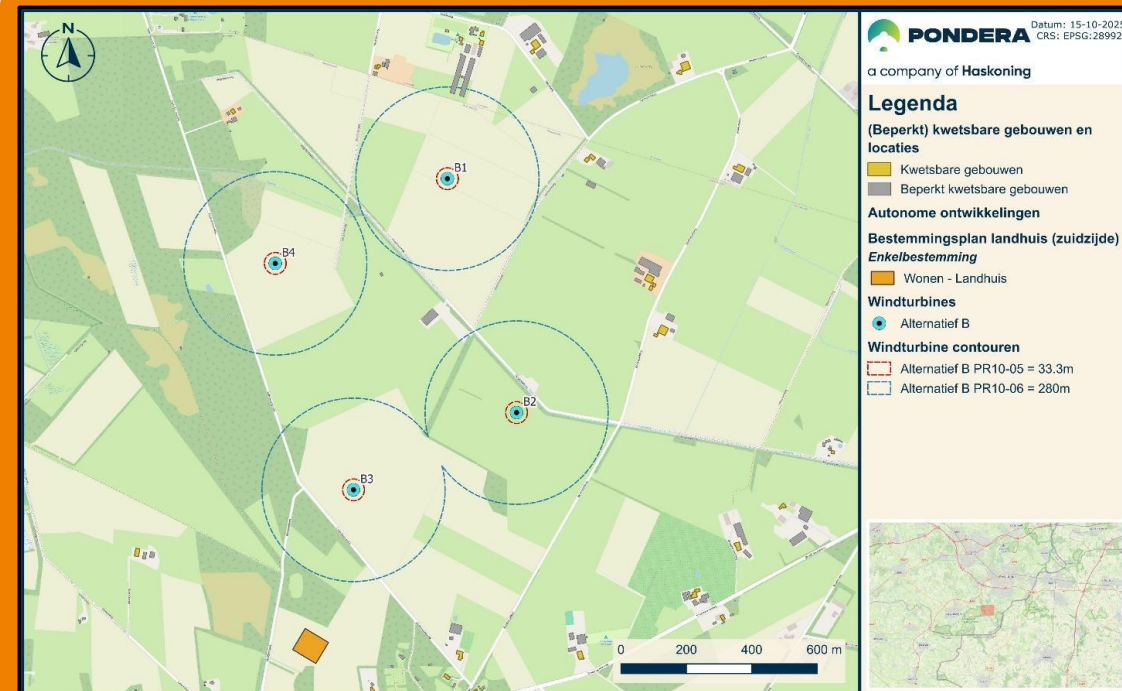 N
B1
B4
B2
B3
0 200 400 600 m
PONDERA
Datum: 15-10-2025
CRS: EPSG:28992
a company of Haskoning
Legenda
(Beperkt) kwetsbare gebouwen en
locaties
Kwetsbare gebouwen
Beperkt kwetsbare gebouwen
Autonome ontwikkelingen
Bestemmingsplan landhuis (zuidzijde)
Enkelbestemming
Wonen - Landhuis
Windturbines
Alternatief B
Windturbine contouren
Alternatief B PR10-05 = 33.3m
Alternatief B PR10-06 = 280m